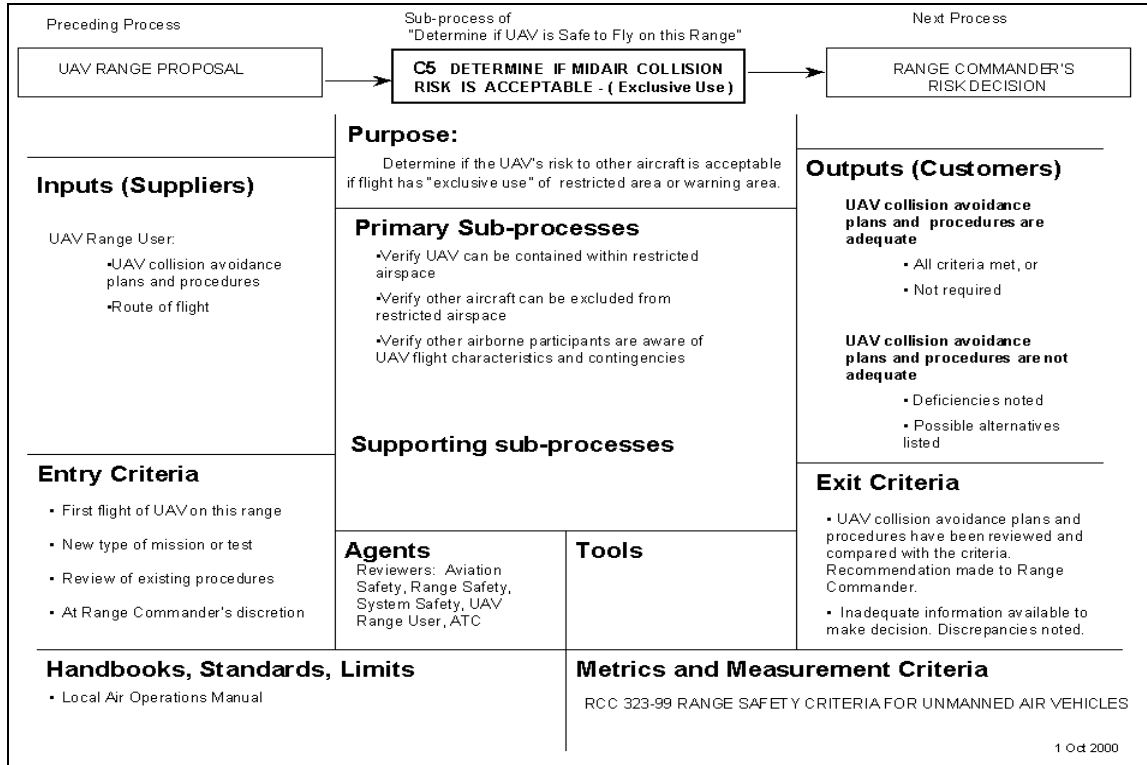 Preceding Process
Sub-process of
"Determine if UAV is Safe to Fly on this Range"
Next Process
UAV RANGE PROPOSAL
C5 DETERMINE IF MIDAIR COLLISION
RISK IS ACCEPTABLE - ( Exclusive Use )
RANGE COMMANDER'S
RISK DECISION
Purpose:
Determine if the UAV's risk to other aircraft is acceptable
if flight has "exclusive use" of restricted area or warning area.
Inputs (Suppliers)
UAV Range User:
•UAV collision avoidance
plans and procedures
•Route of flight
Primary Sub-processes
•Verify UAV can be contained within restricted
airspace
•Verify other aircraft can be excluded from
restricted airspace
•Verify other airborne participants are aware of
UAV flight characteristics and contingencies
Supporting sub-processes
Outputs (Customers)
UAV collision avoidance
plans and procedures are
adequate
• All criteria met, or
• Not required
UAV collision avoidance
plans and procedures are not
adequate
• Deficiencies noted
• Possible alternatives
listed
Entry Criteria
• First flight of UAV on this range
• New type of mission or test
• Review of existing procedures
• At Range Commander's discretion
Agents
Reviewers: Aviation
Safety, Range Safety,
System Safety, UAV
Range User, ATC
Tools
Exit Criteria
• UAV collision avoidance plans and
procedures have been reviewed and
compared with the criteria.
Recommendation made to Range
Commander.
• Inadequate information available to
make decision. Discrepancies noted.
Handbooks, Standards, Limits
• Local Air Operations Manual
Metrics and Measurement Criteria
RCC 323-99 RANGE SAFETY CRITERIA FOR UNMANNED AIR VEHICLES
1 Oct 2000